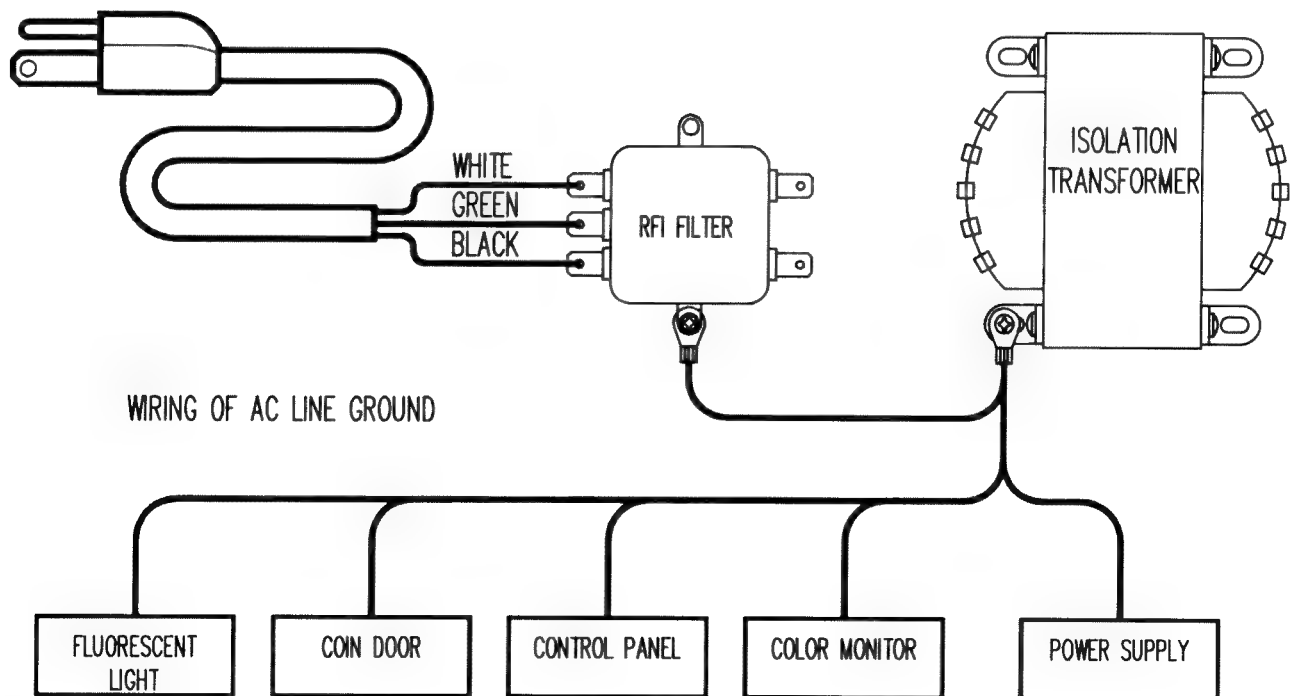 WHITE
GREEN
BLACK
RFI FILTER
ISOLATION
TRANSFORMER
WIRING OF AC LINE GROUND
FLUORESCENT
LIGHT
COIN DOOR
CONTROL PANEL
COLOR MONITOR
POWER SUPPLY